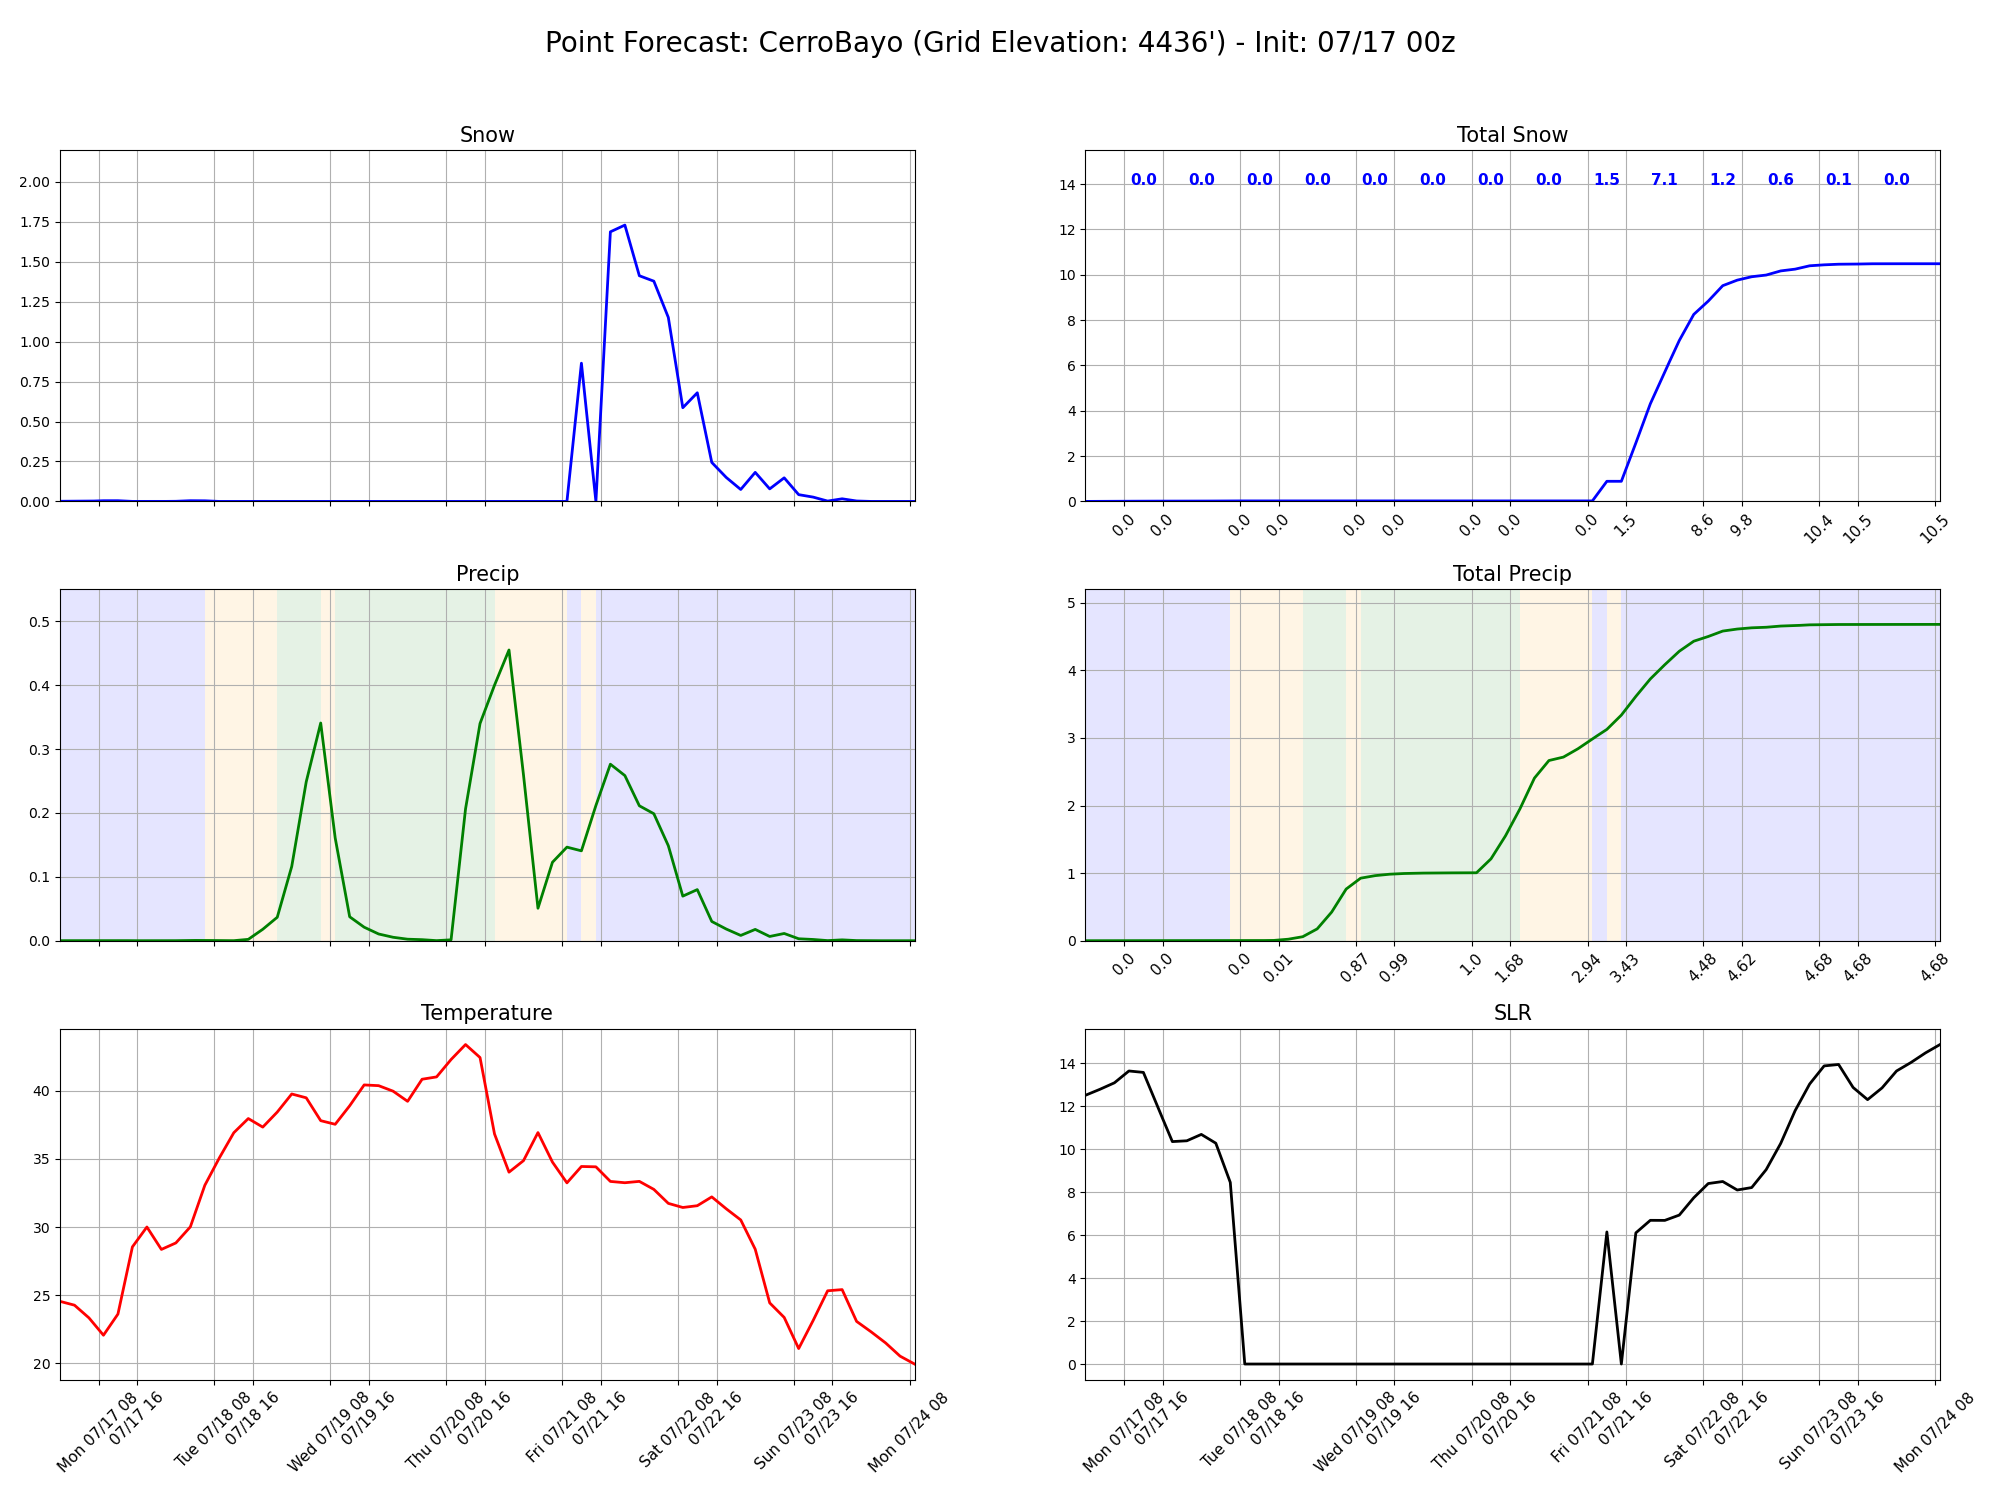 Point Forecast: CerroBayo (Grid Elevation: 4436') - Init: 07/17 00z
Snow
2.00
1.75
1.50
1.25
1.00
0.75
0.50
0.25
0.00
Total Snow
0.0 0.0 0.0 0.0 0.0 0.0 0.0 0.0 1.5 7.1 1.2 0.6 0.1 0.0
14
12
10
8
6
4
2
0
0.0 0.0 0.0 0.0 0.0 0.0 0.0 0.0 0.0 1.5 8.6 9.8 10.4 10.5 10.5
Precip
0.5
0.4
0.3
0.2
0.1
0.0
Total Precip
5
4
3
2
1
0
0.0 0.0 0.0 0.01 0.87 0.99 1.0 1.68 2.94 3.43 4.48 4.62 4.68 4.68 4.68
Temperature
40
35
30
25
20
Mon 07/17 08
07/17 16
Tue 07/18 08
07/18 16
Wed 07/19 08
07/19 16
Thu 07/20 08
07/20 16
Fri 07/21 08
07/21 16
Sat 07/22 08
07/22 16
Sun 07/23 08
07/23 16
Mon 07/24 08
SLR
14
12
10
8
6
4
2
0
Mon 07/17 08
07/17 16
Tue 07/18 08
07/18 16
Wed 07/19 08
07/19 16
Thu 07/20 08
07/20 16
Fri 07/21 08
07/21 16
Sat 07/22 08
07/22 16
Sun 07/23 08
07/23 16
Mon 07/24 08